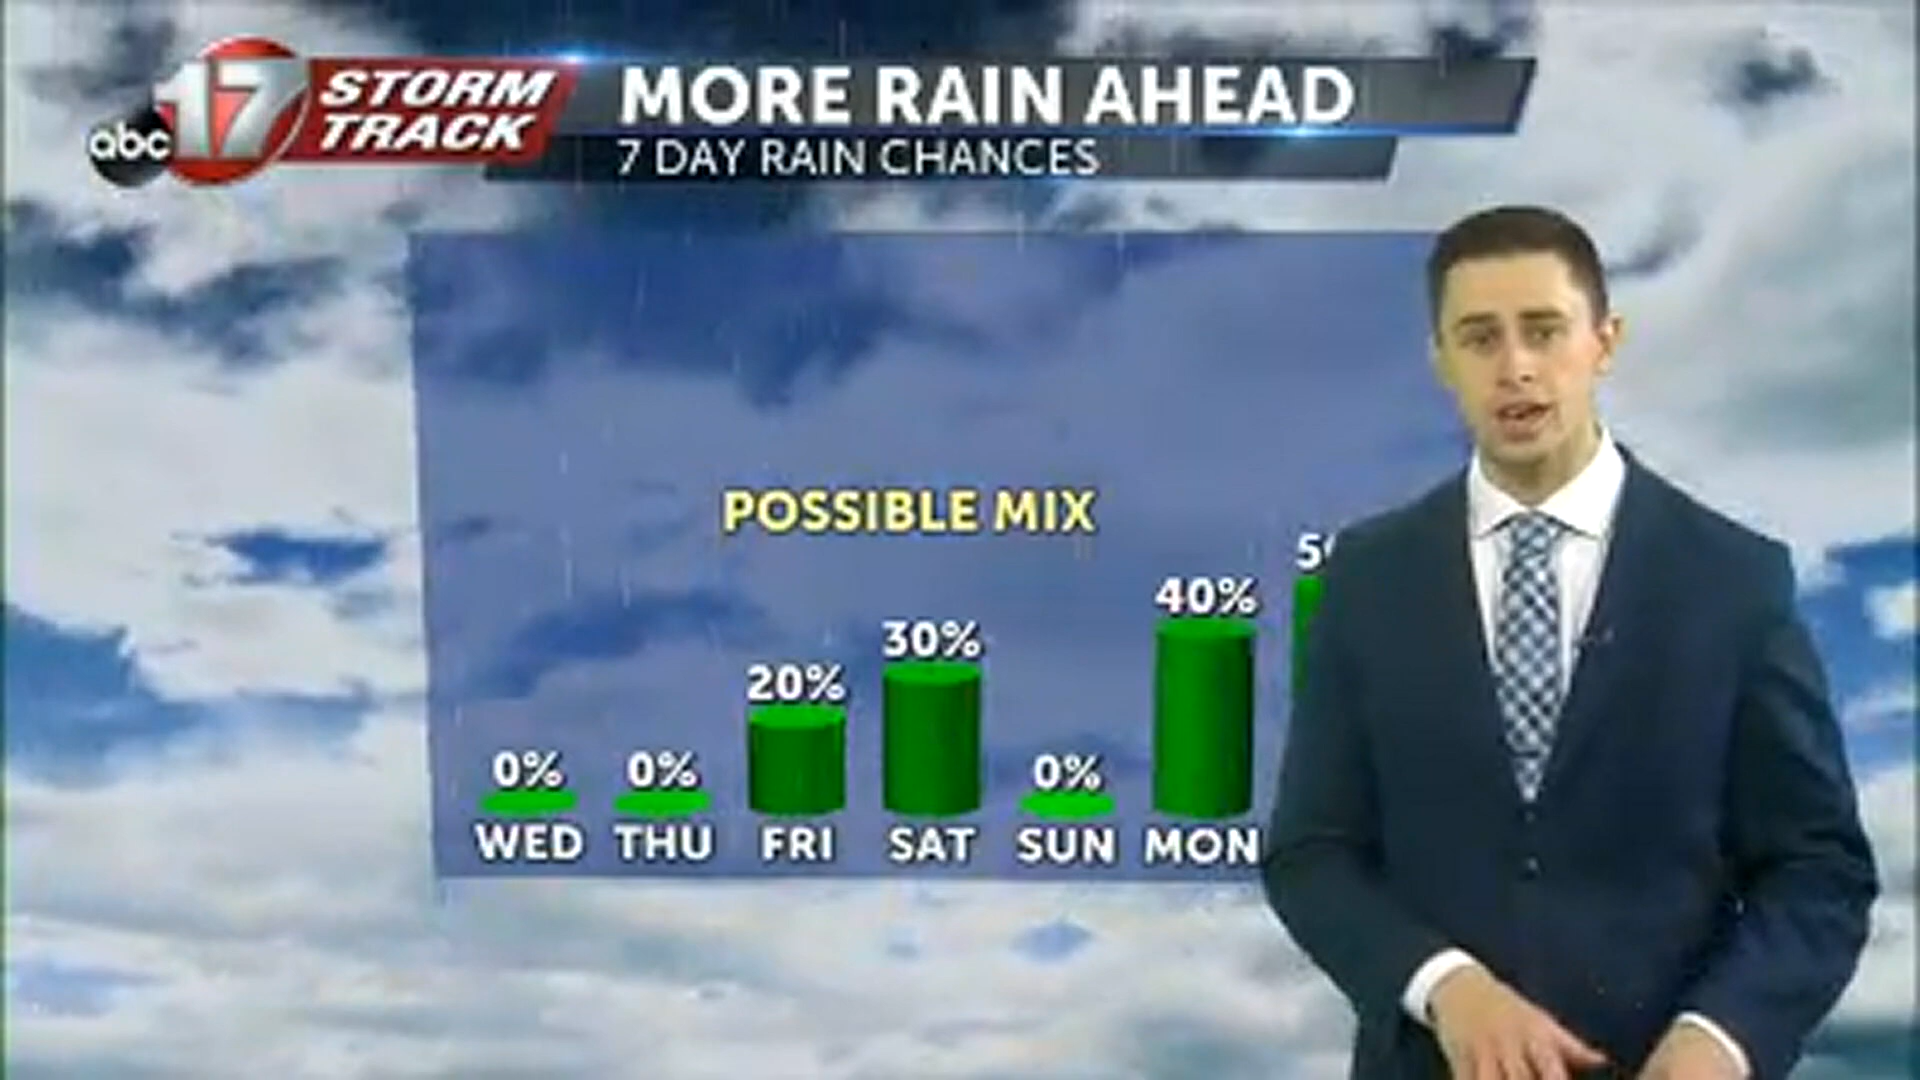 abc 17 STORM TRACK
MORE RAIN AHEAD
7 DAY RAIN CHANCES
POSSIBLE MIX
0% 0% 20% 30% 0% 40%
WED THU FRI SAT SUN MON